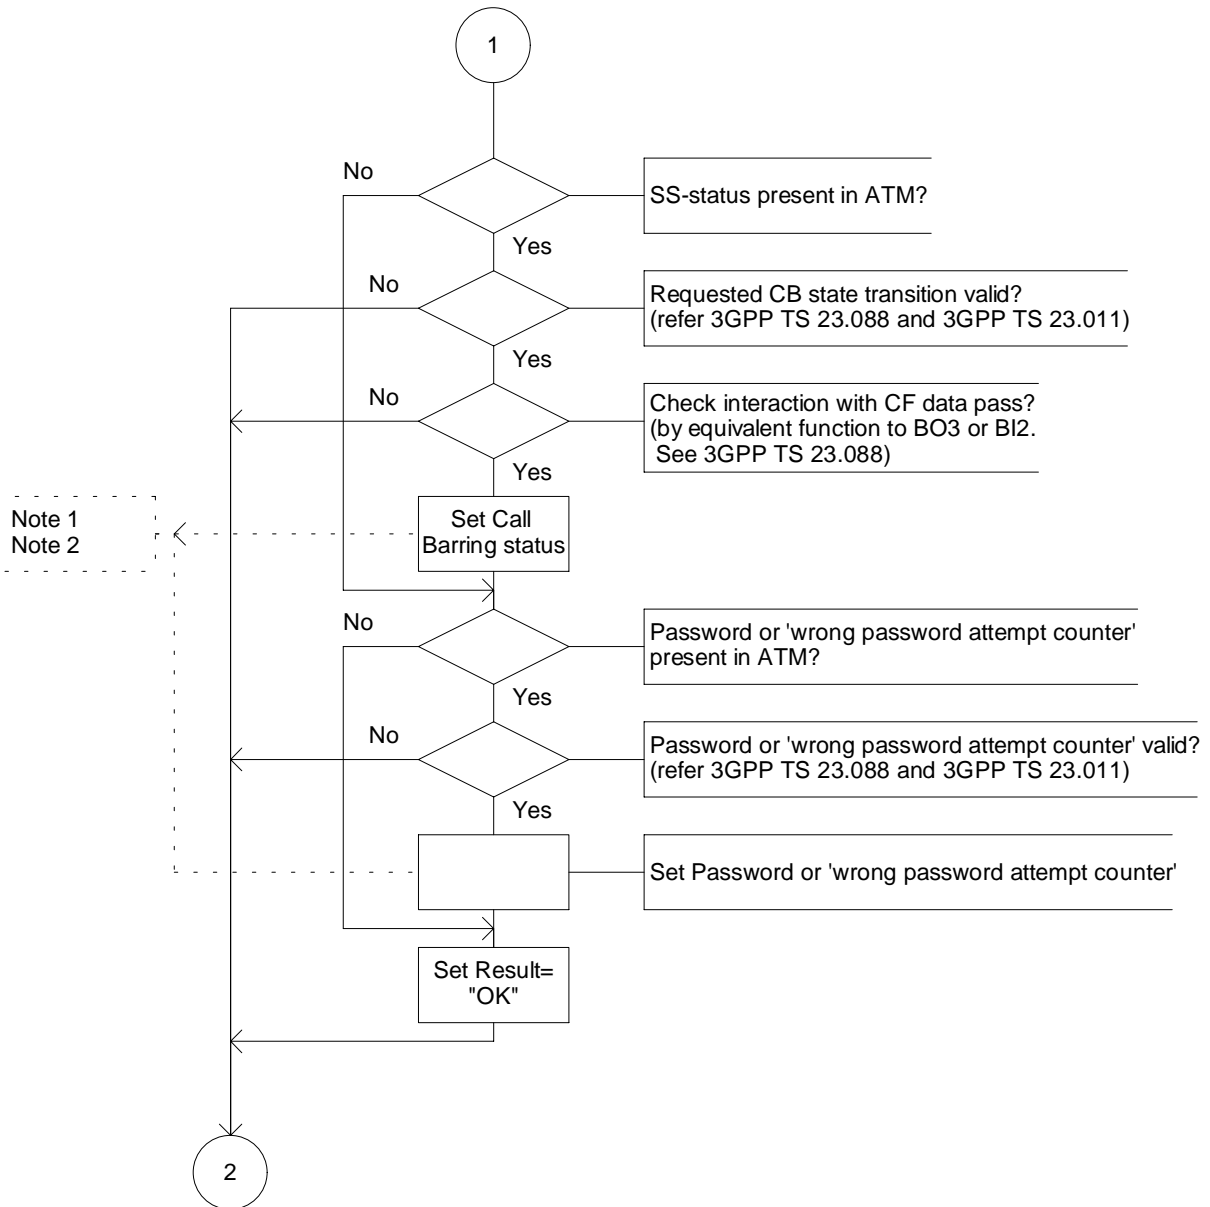 1
No
SS-status present in ATM?
Yes
No
Requested CB state transition valid?
(refer 3GPP TS 23.088 and 3GPP TS 23.011)
Yes
No
Check interaction with CF data pass?
(by equivalent function to BO3 or BI2.
See 3GPP TS 23.088)
Yes
Note 1
Note 2
Set Call
Barring status
No
Password or 'wrong password attempt counter'
present in ATM?
Yes
No
Password or 'wrong password attempt counter' valid?
(refer 3GPP TS 23.088 and 3GPP TS 23.011)
Yes
Set Password or 'wrong password attempt counter'
Set Result=
"OK"
2